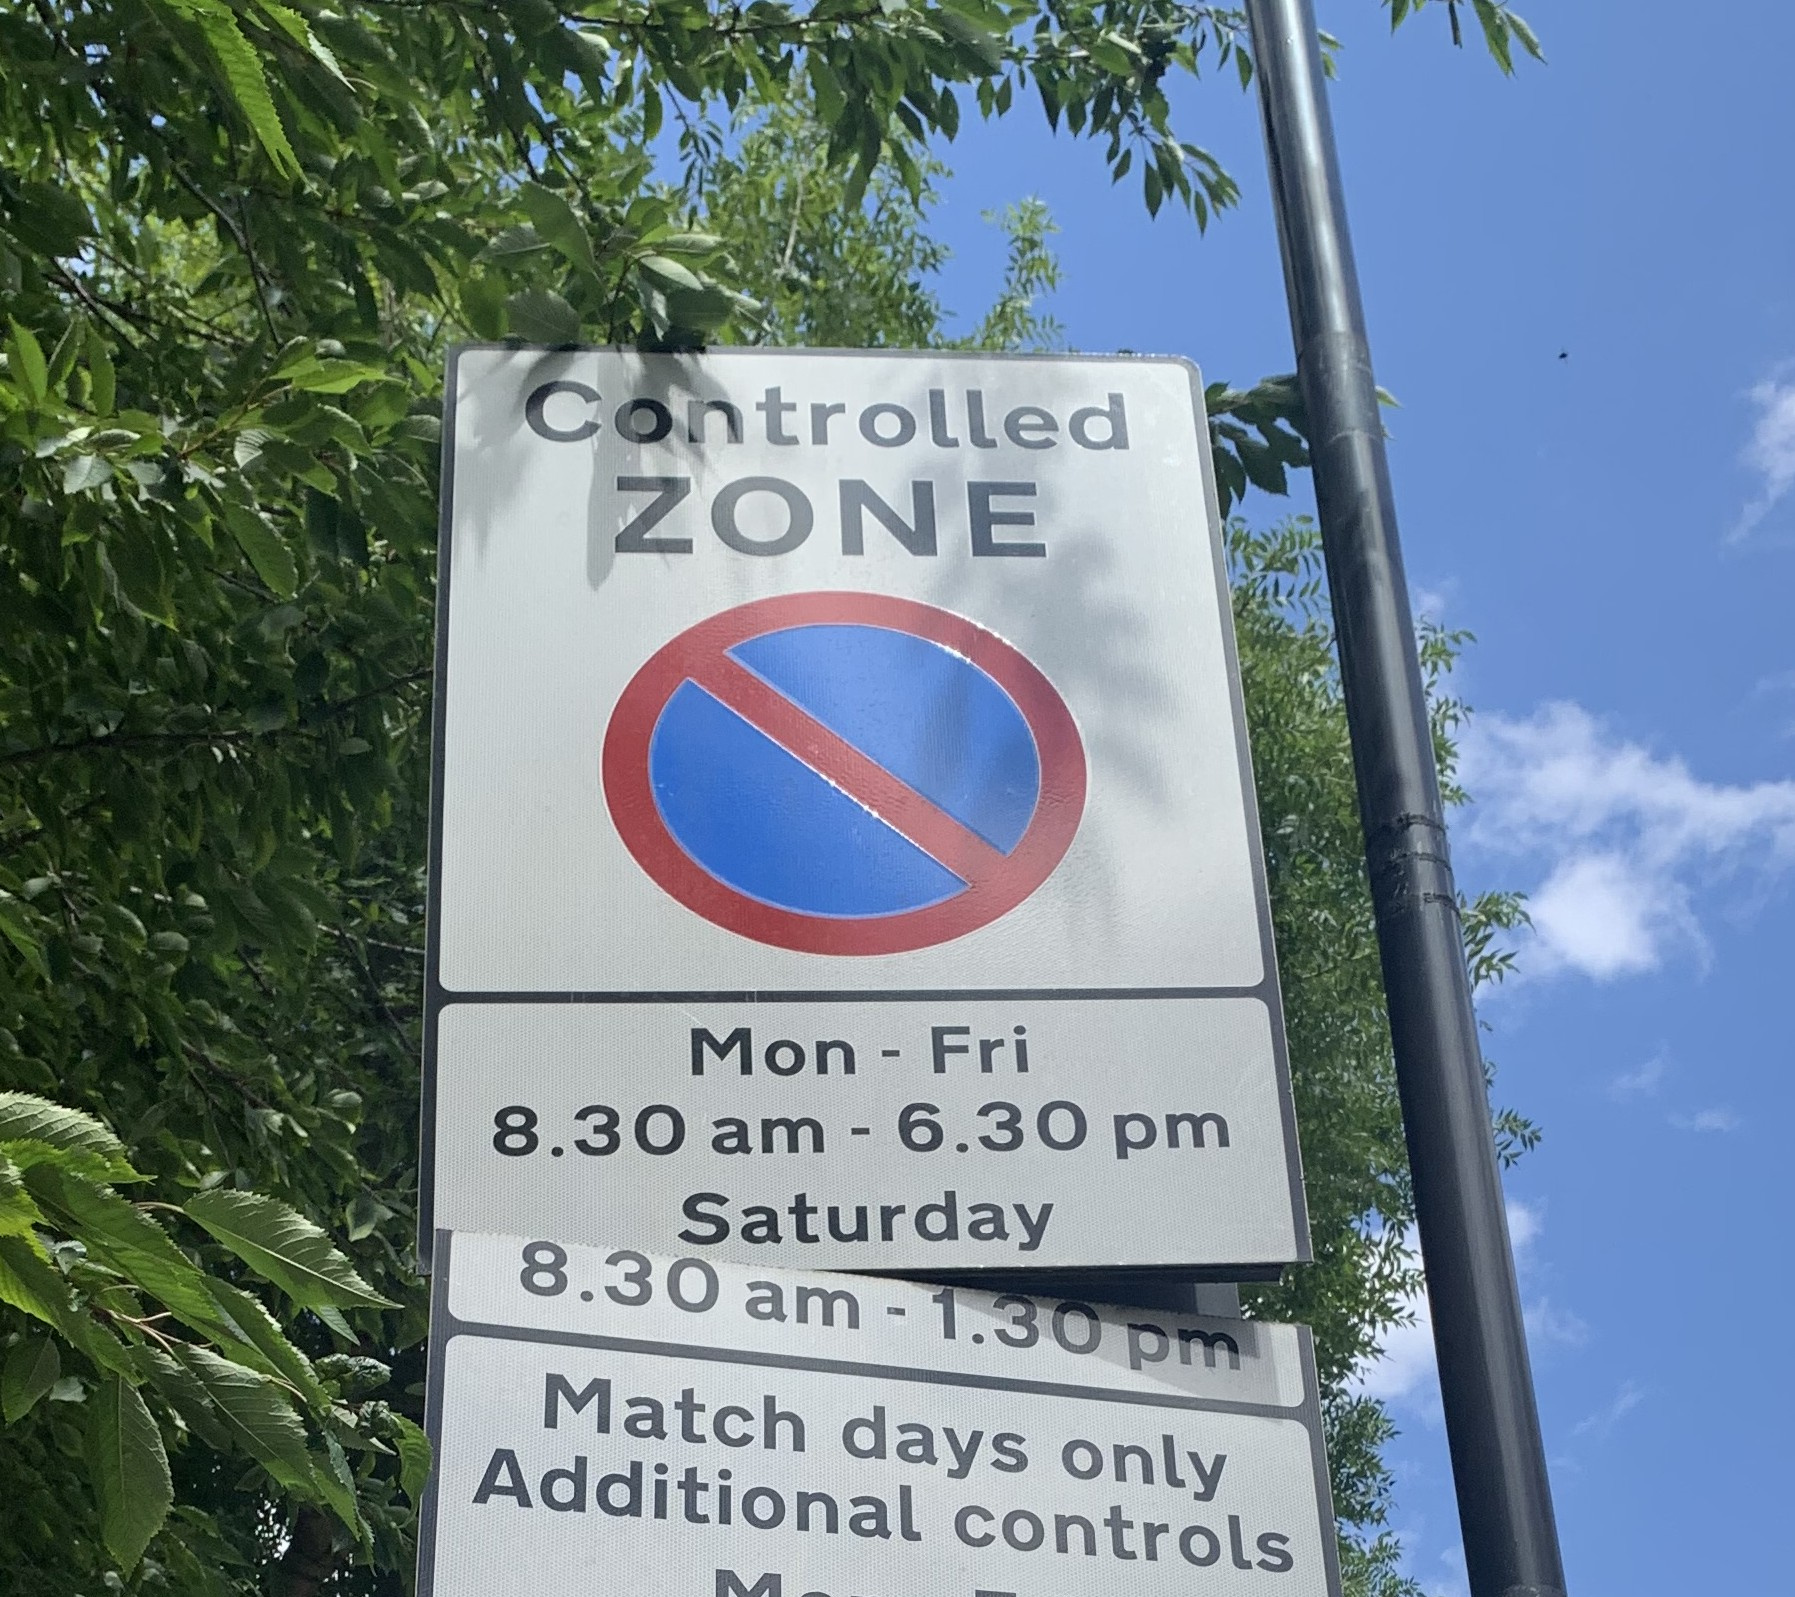 Controlled
ZONE
Mon - Fri
8.30 am - 6.30 pm
Saturday
8.30 am - 1.30 pm
Match days only
Additional controls